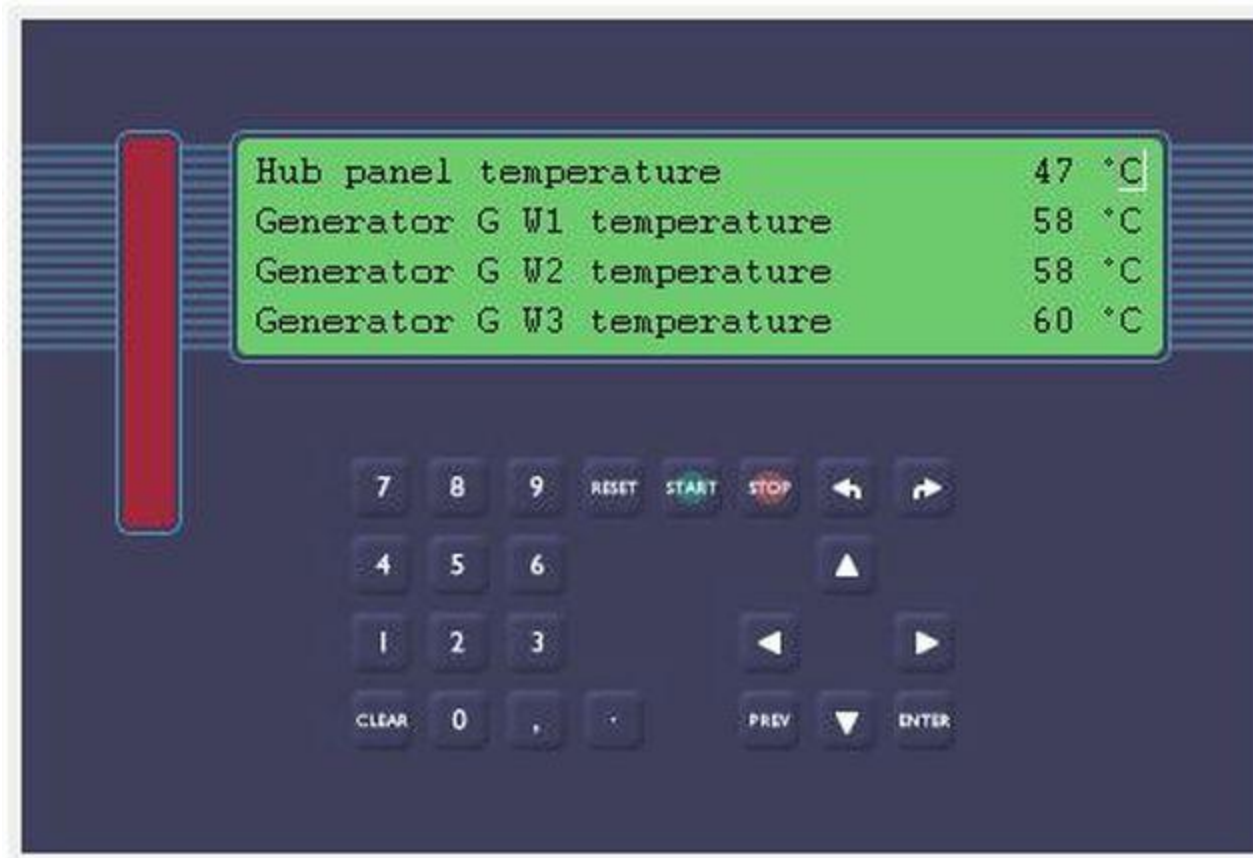 Hub panel temperature 47 °C
Generator G W1 temperature 58 °C
Generator G W2 temperature 58 °C
Generator G W3 temperature 60 °C
7 8 9 RESET START STOP
4 5 6
1 2 3
CLEAR 0 , . PREV ENTER